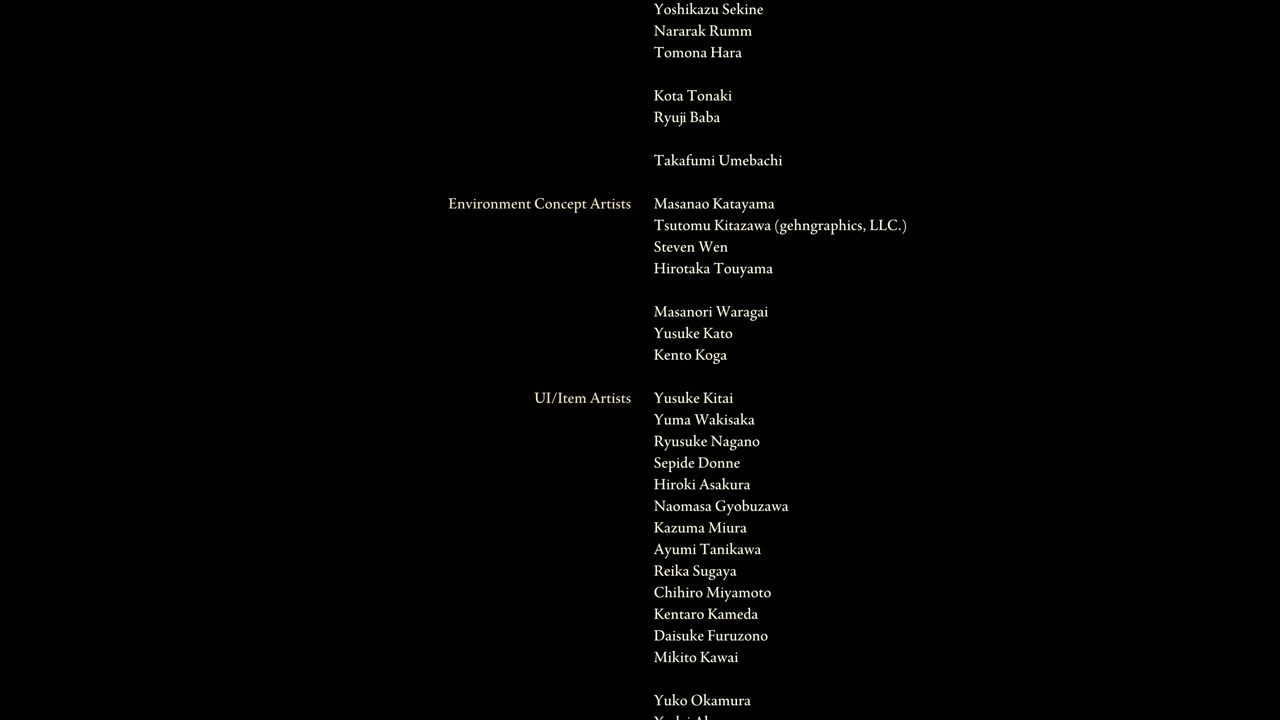 Yoshikazu Sekine
Nararak Rumm
Tomona Hara
Kota Tonaki
Ryuji Baba
Takafumi Umebachi
Environment Concept Artists Masanao Katayama
Tsutomu Kitazawa (gehngraphics, LLC.)
Steven Wen
Hirotaka Touyama
Masanori Waragai
Yusuke Kato
Kento Koga
UI/Item Artists Yusuke Kitai
Yuma Wakisaka
Ryusuke Nagano
Sepide Donne
Hiroki Asakura
Naomasa Gyobuzawa
Kazuma Miura
Ayumi Tanikawa
Reika Sugaya
Chihiro Miyamoto
Kentaro Kameda
Daisuke Furuzono
Mikito Kawai
Yuko Okamura